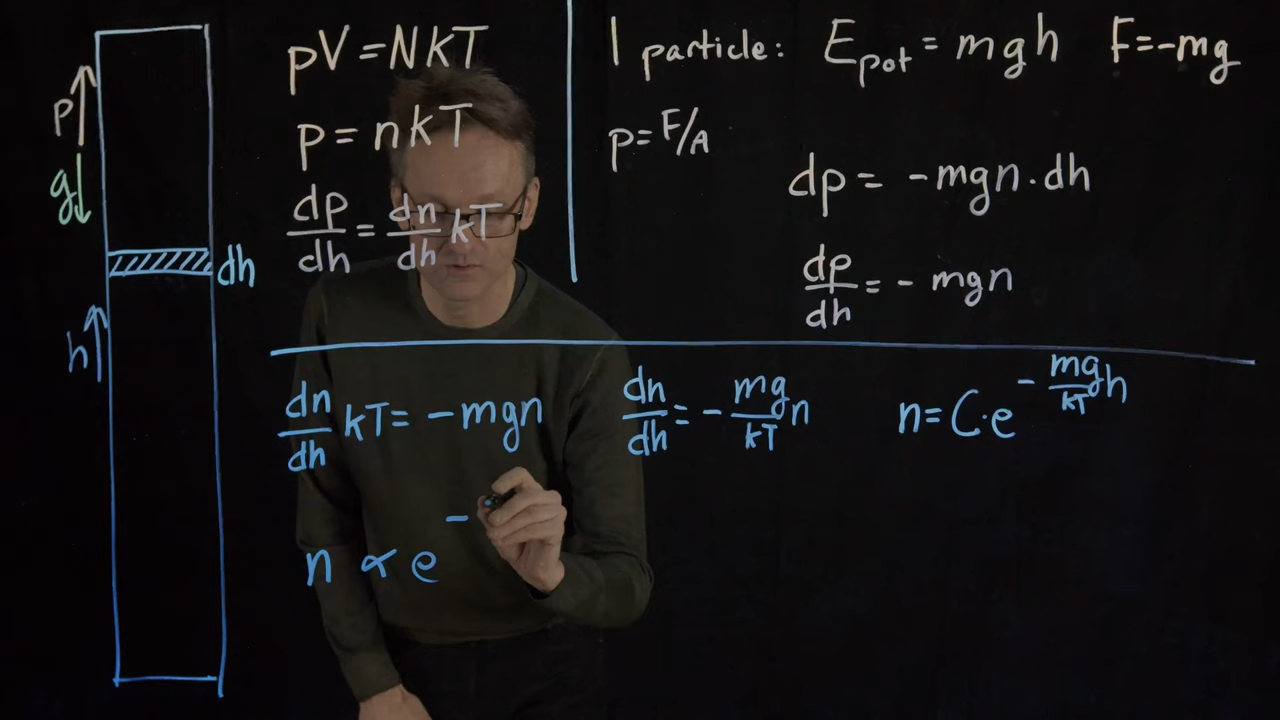 pV = NkT
1 particle: E_pot = mgh F = -mg
p = nkT
p = F/A
dp/dh = dn/dh kT
dp = -mgn · dh
dp/dh = - mgn
p
g
dh
h
dn/dh kT = -mgn
dn/dh = - mg/kT n
n = C · e^(- mg/kT h)
n ∝ e^-